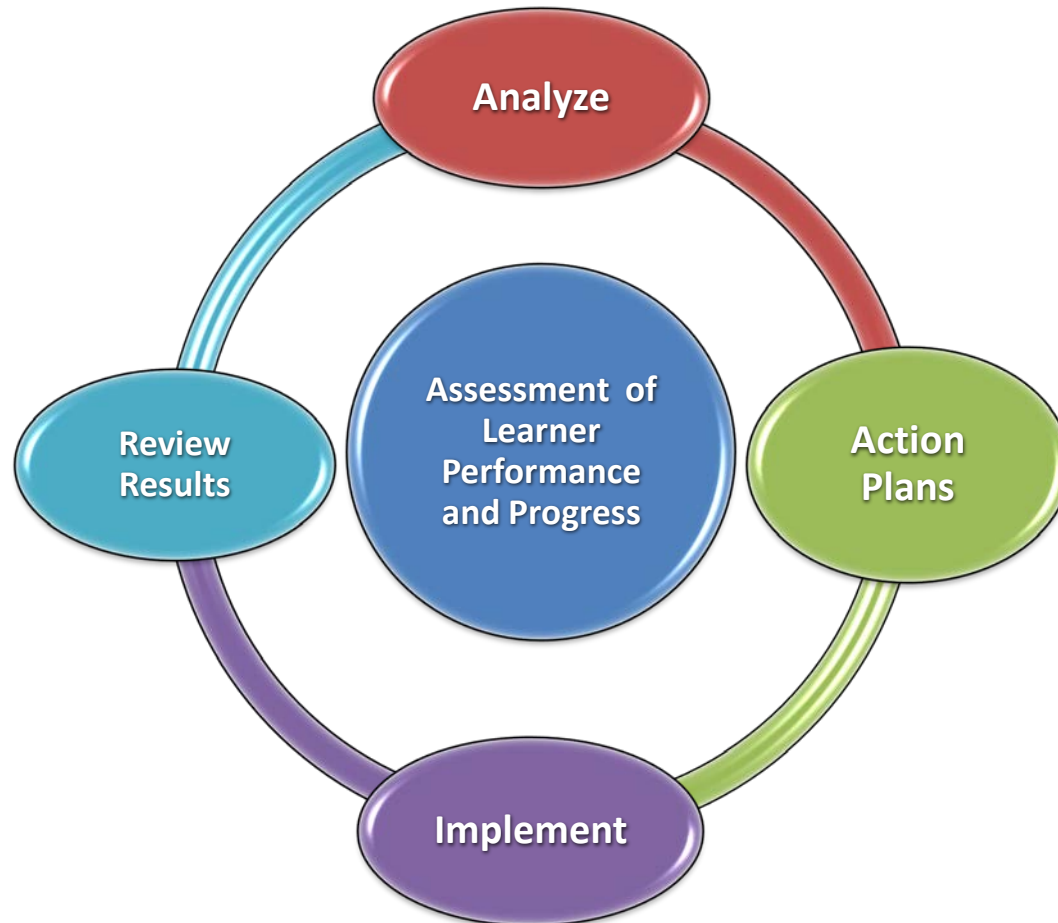 Analyze
Assessment of
Learner
Performance
and Progress
Review
Results
Action
Plans
Implement